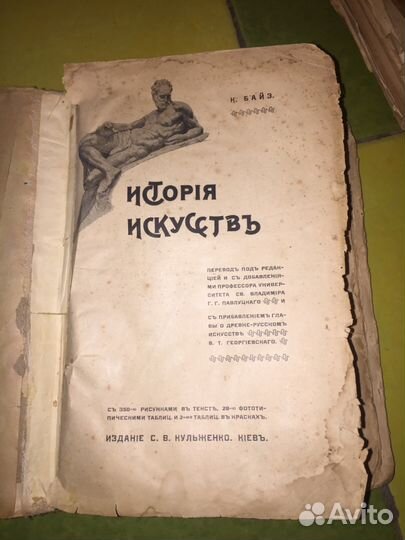 К. БАЙЭ.
ИСТОРІЯ
ИСКУССТВЪ
ПЕРЕВОДЪ ПОДЪ РЕДАК-
ЦІЕЙ И СЪ ДОБАВЛЕНІЯ-
МИ ПРОФЕССОРА УНИВЕР-
СИТЕТА СВ. ВЛАДИМІРА
Г. Г. ПАВЛУЦКАГО И
СЪ ПРИБАВЛЕНІЕМЪ ГЛА-
ВЫ О ДРЕВНЕ-РУССКОМЪ
ИСКУССТВѢ
В. Т. ГЕОРГІЕВСКАГО.
СЪ 350-Ю РИСУНКАМИ ВЪ ТЕКСТѢ, 28-Ю ФОТОТИ-
ПИЧЕСКИМИ ТАБЛИЦ. И 2-МЯ ТАБЛИЦ. ВЪ КРАСКАХЪ.
ИЗДАНІЕ С. В. КУЛЬЖЕНКО. КІЕВЪ.
Avito